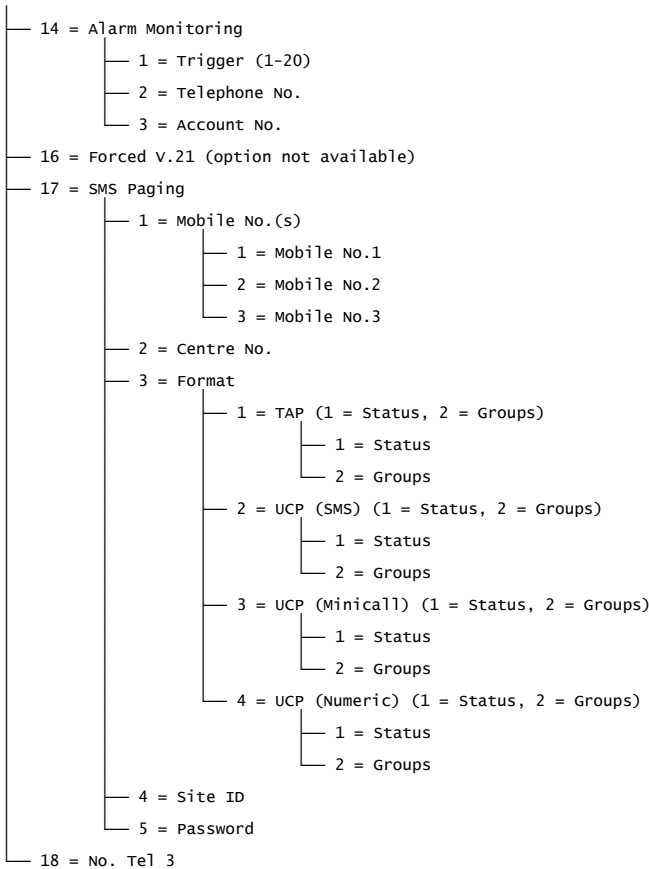 14 = Alarm Monitoring
1 = Trigger (1-20)
2 = Telephone No.
3 = Account No.
16 = Forced V.21 (option not available)
17 = SMS Paging
1 = Mobile No.(s)
1 = Mobile No.1
2 = Mobile No.2
3 = Mobile No.3
2 = Centre No.
3 = Format
1 = TAP (1 = Status, 2 = Groups)
1 = Status
2 = Groups
2 = UCP (SMS) (1 = Status, 2 = Groups)
1 = Status
2 = Groups
3 = UCP (Minicall) (1 = Status, 2 = Groups)
1 = Status
2 = Groups
4 = UCP (Numeric) (1 = Status, 2 = Groups)
1 = Status
2 = Groups
4 = Site ID
5 = Password
18 = No. Tel 3